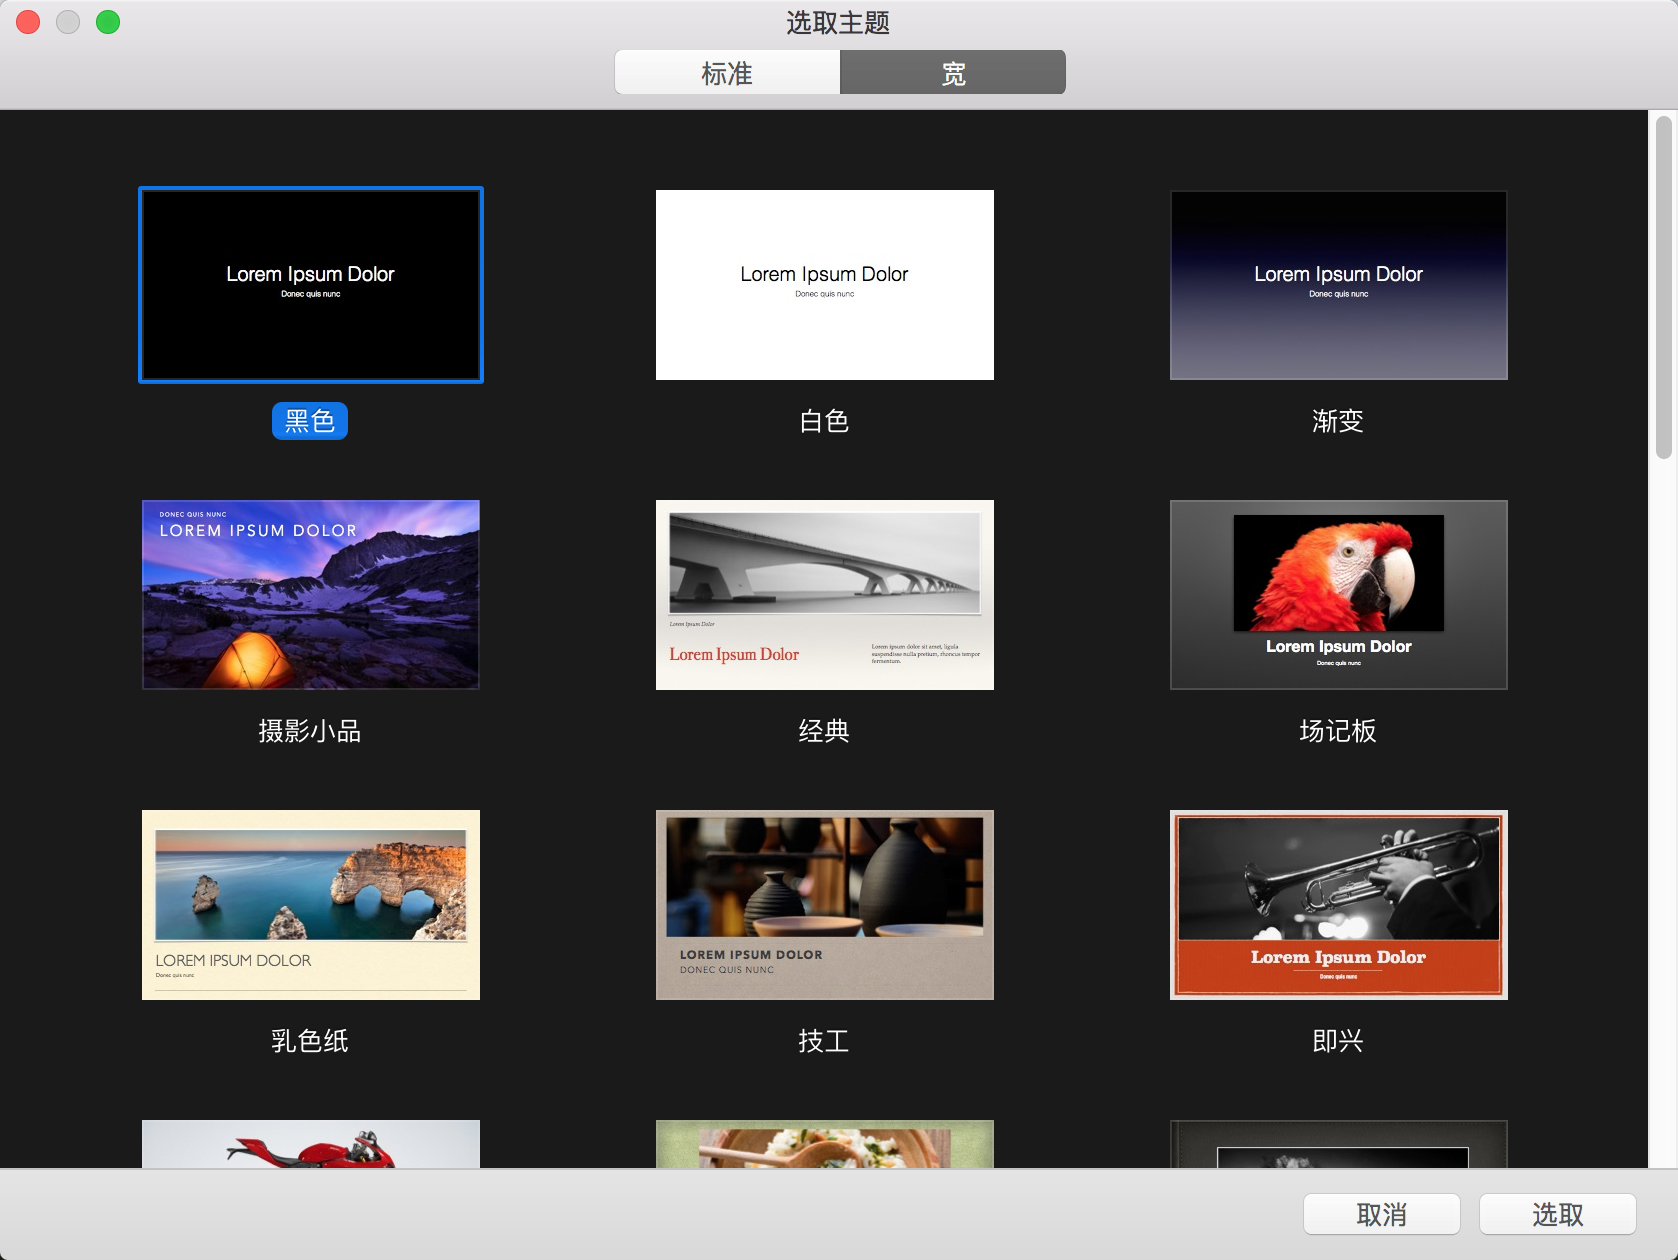 选取主题
标准
宽
Lorem Ipsum Dolor
Donec quis nunc
黑色
Lorem Ipsum Dolor
Donec quis nunc
白色
Lorem Ipsum Dolor
Donec quis nunc
渐变
DONEC QUIS NUNC
LOREM IPSUM DOLOR
摄影小品
Lorem Ipsum Dolor
Lorem Ipsum Dolor
Lorem ipsum dolor sit amet, ligula
suspendisse nulla pretium, rhoncus tempor
fermentum.
经典
Lorem Ipsum Dolor
Donec quis nunc
场记板
LOREM IPSUM DOLOR
Donec quis nunc
乳色纸
LOREM IPSUM DOLOR
DONEC QUIS NUNC
技工
Lorem Ipsum Dolor
Donec quis nunc
即兴
取消
选取